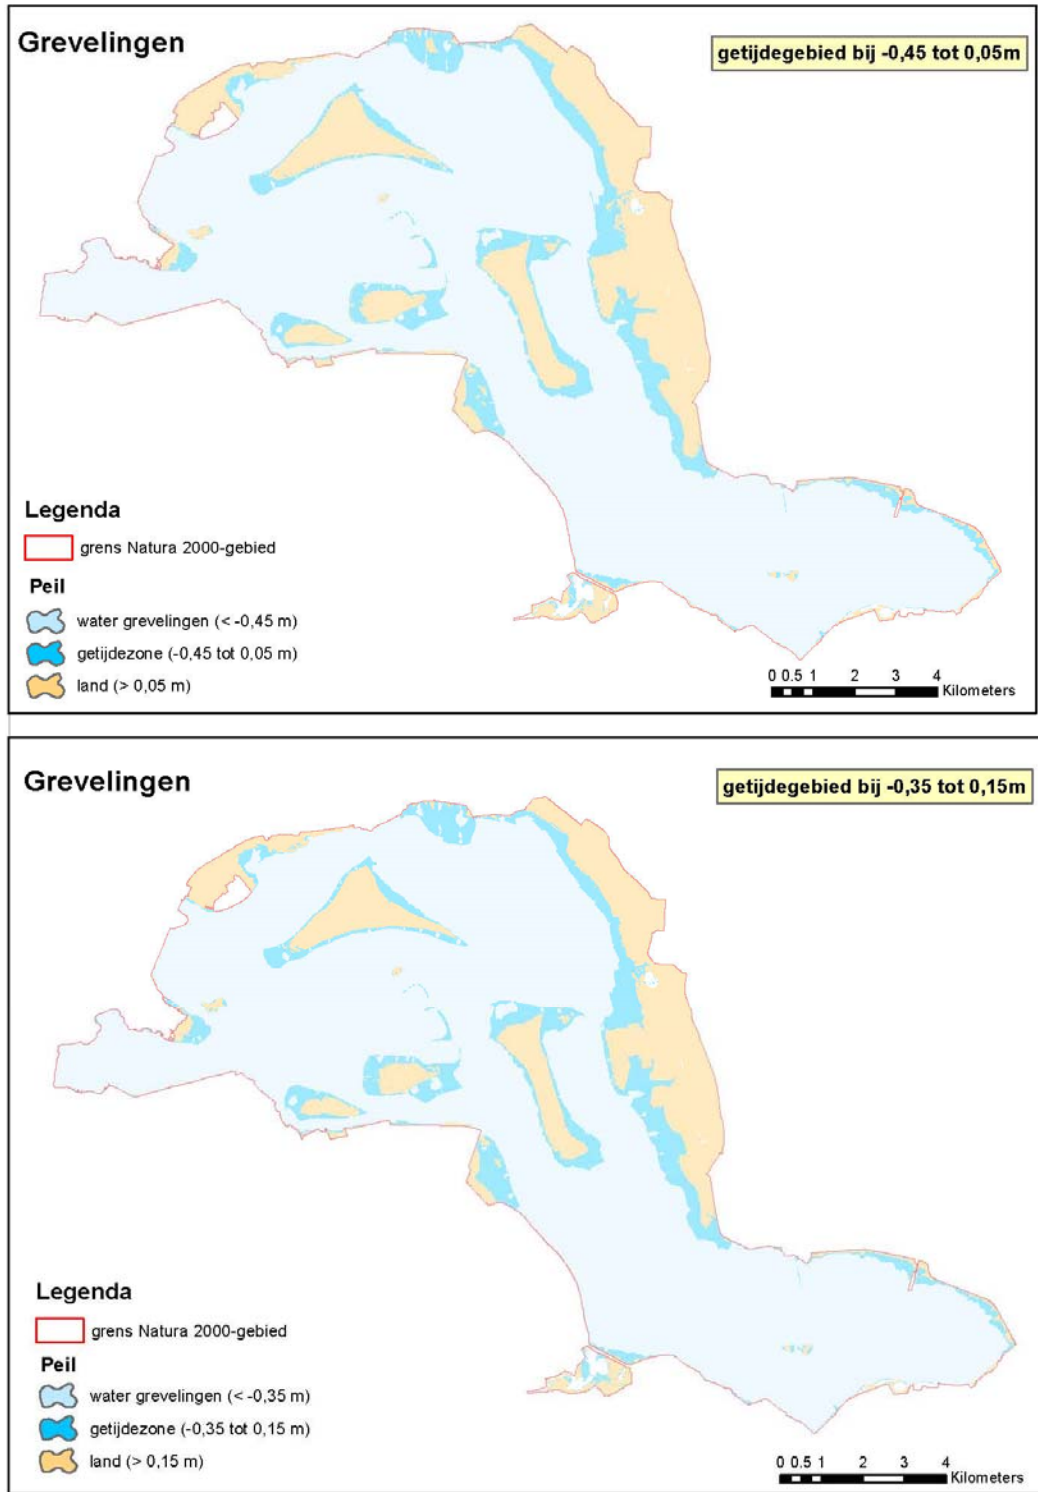 Grevelingen
getijdegebied bij -0,45 tot 0,05m
Legenda
grens Natura 2000-gebied
Peil
water grevelingen (< -0,45 m)
getijdezone (-0,45 tot 0,05 m)
land (> 0,05 m)
0 0.5 1 2 3 4
Kilometers
Grevelingen
getijdegebied bij -0,35 tot 0,15m
Legenda
grens Natura 2000-gebied
Peil
water grevelingen (< -0,35 m)
getijdezone (-0,35 tot 0,15 m)
land (> 0,15 m)
0 0.5 1 2 3 4
Kilometers